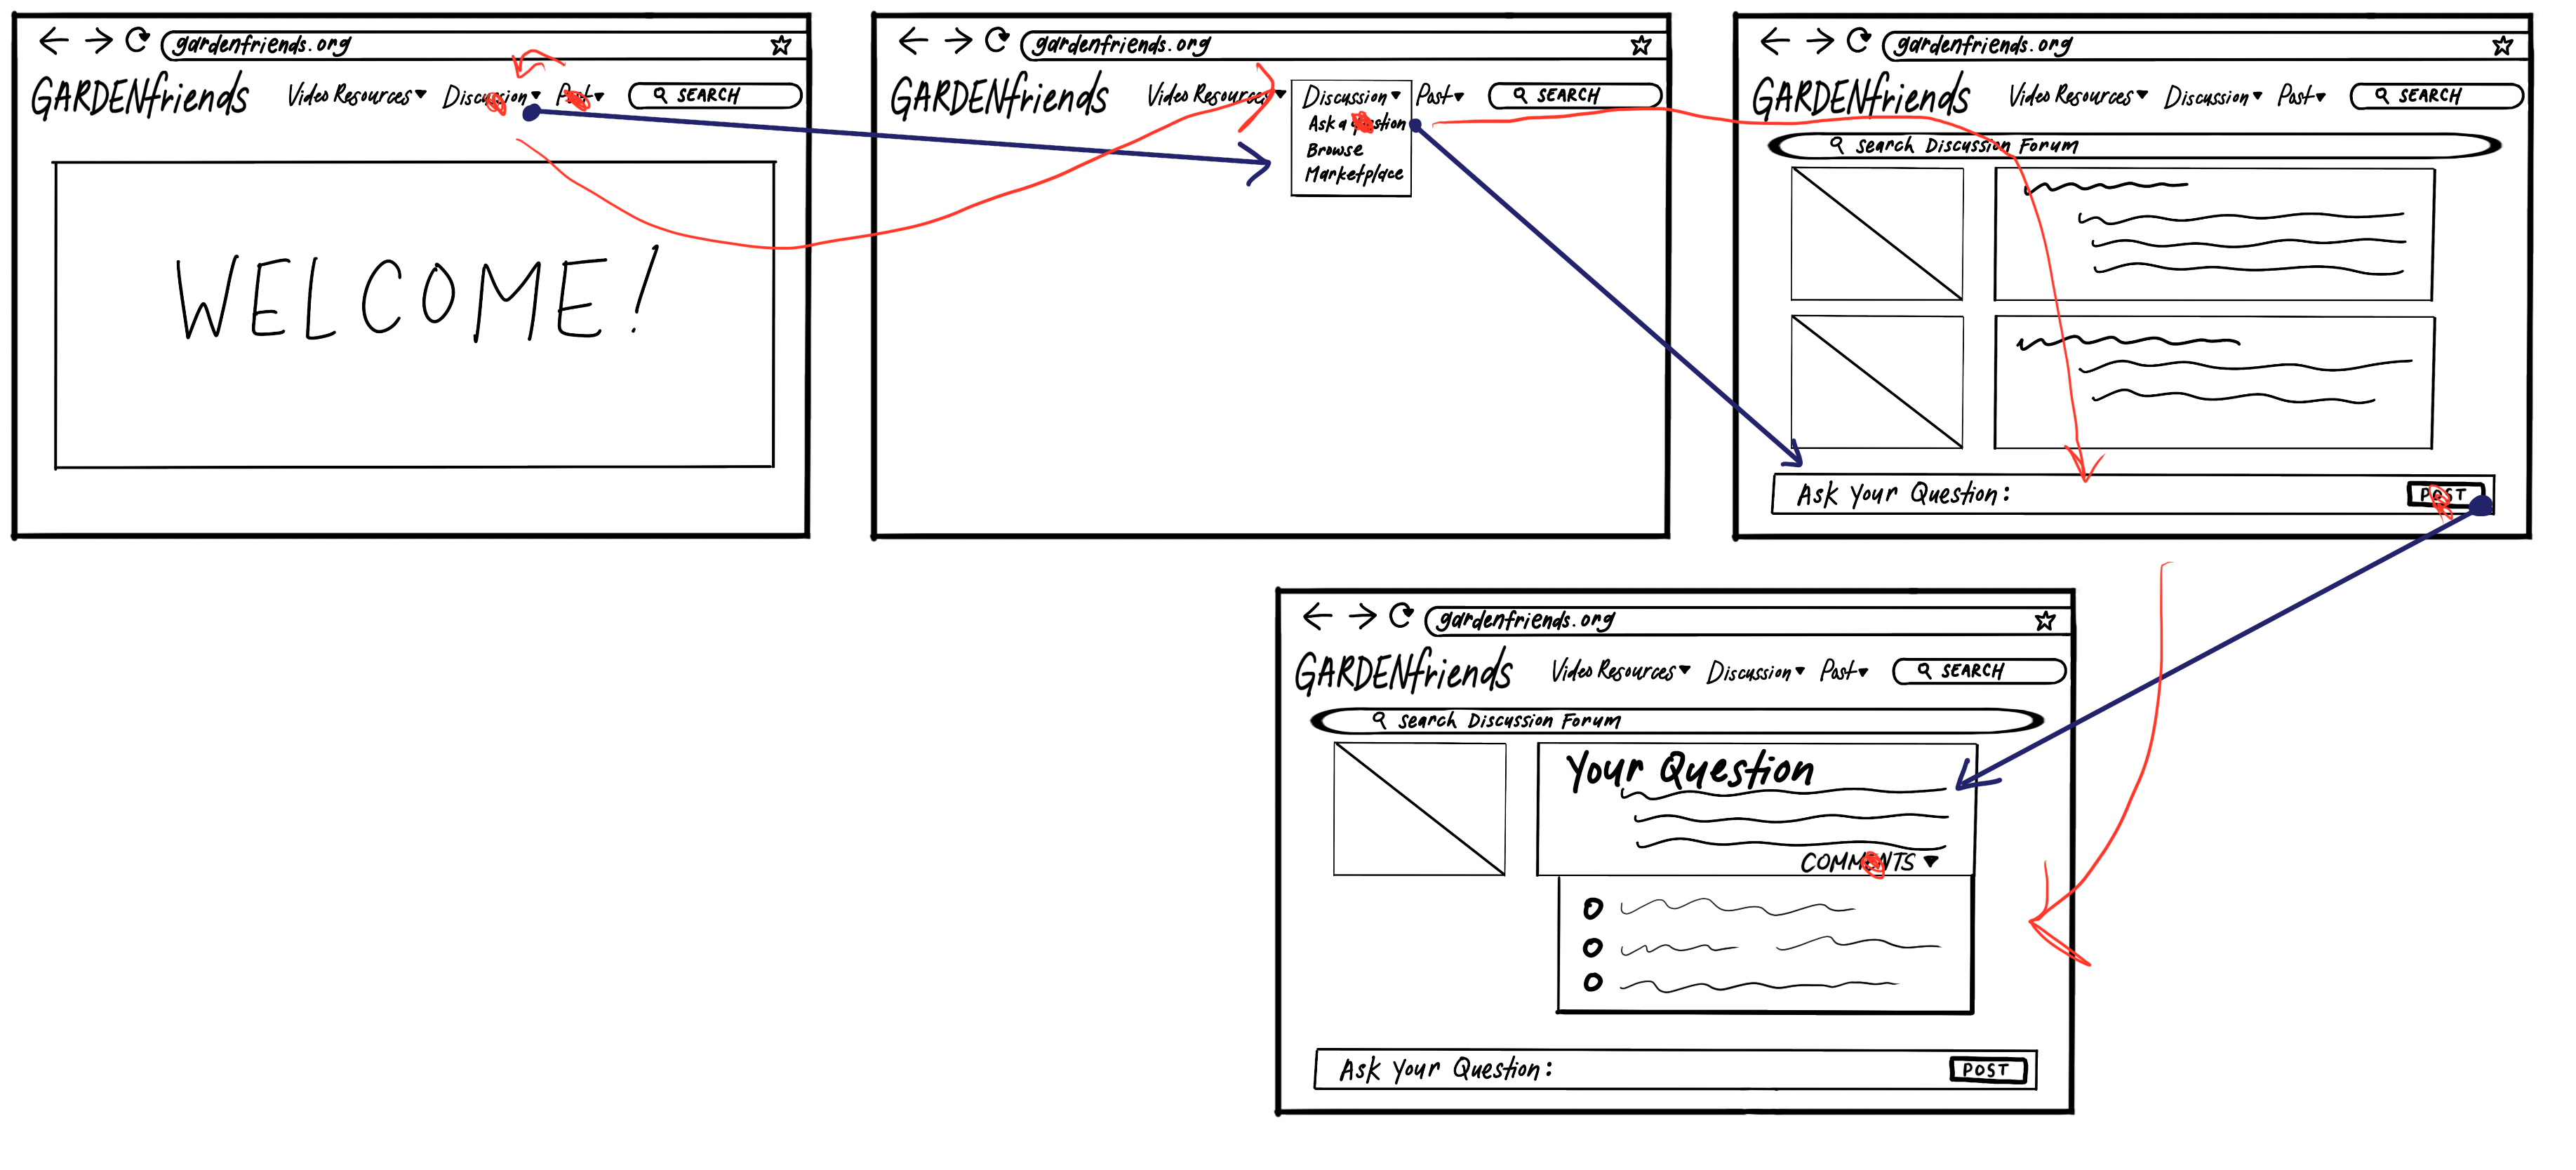 gardenfriends.org
GARDENfriends Video Resources Discussion Post SEARCH
WELCOME!
gardenfriends.org
GARDENfriends Video Resources Discussion Post SEARCH
Ask a question
Browse
Marketplace
gardenfriends.org
GARDENfriends Video Resources Discussion Post SEARCH
search Discussion Forum
Ask Your Question: POST
gardenfriends.org
GARDENfriends Video Resources Discussion Post SEARCH
search Discussion Forum
Your Question
COMMENTS
Ask Your Question: POST